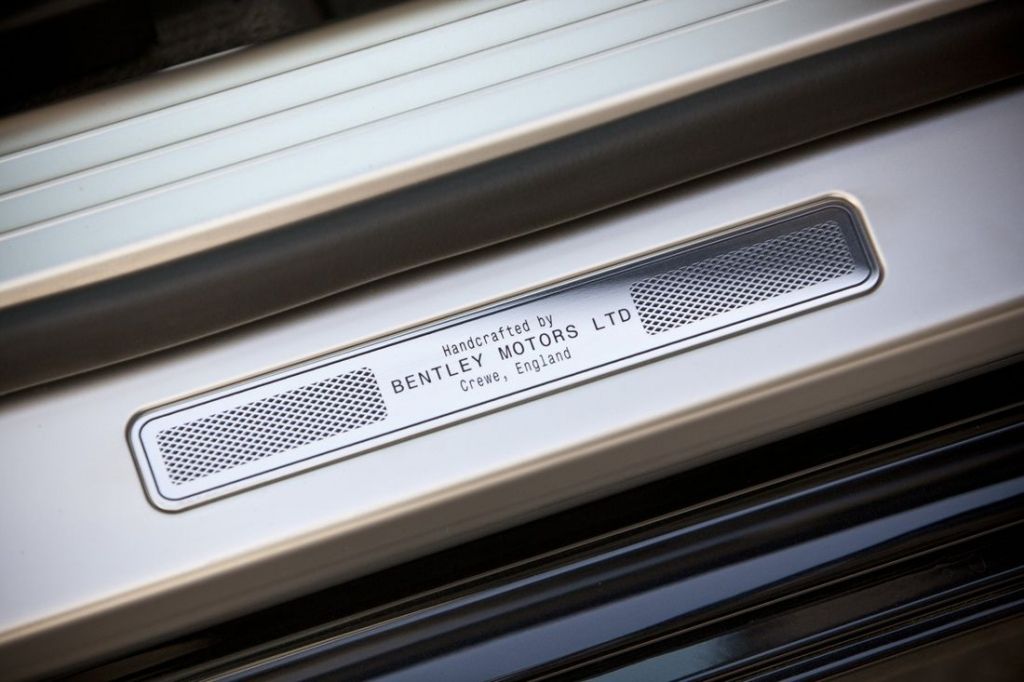 Handcrafted by
BENTLEY MOTORS LTD
Crewe, England